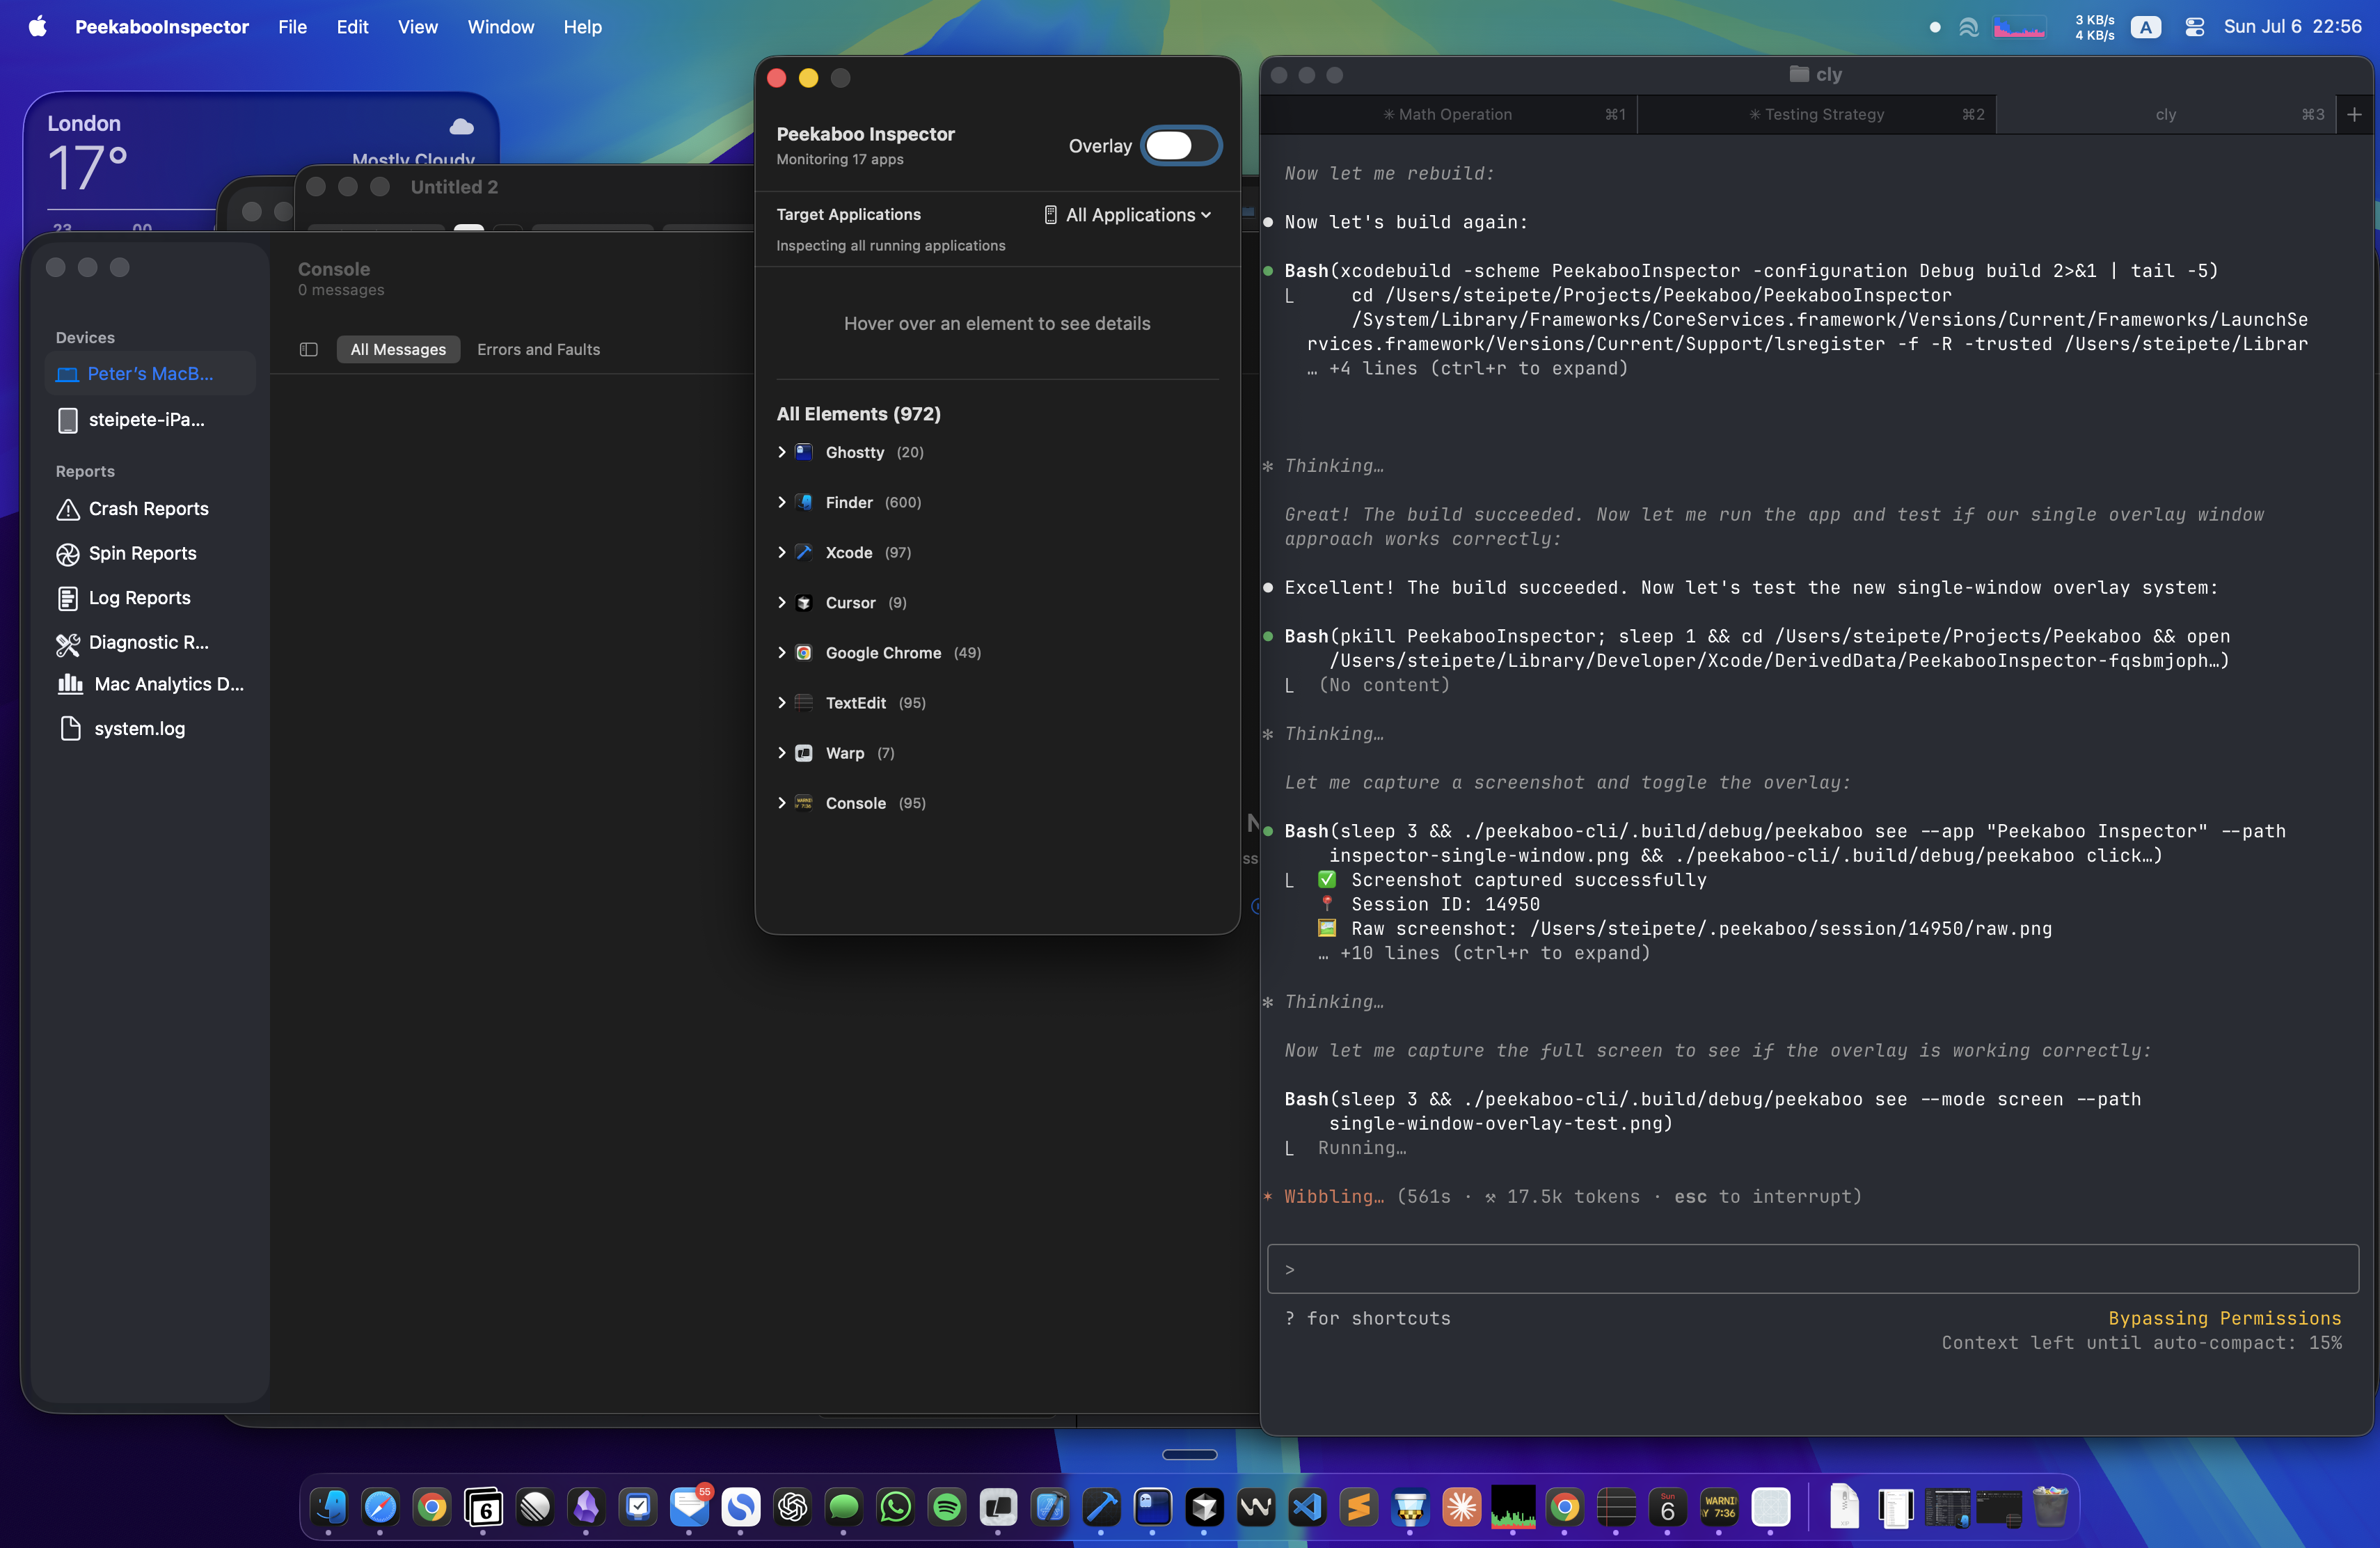 PeekabooInspector File Edit View Window Help
3 KB/s
4 KB/s
A
Sun Jul 6 22:56
London
17°
Mostly Cloudy
23 00
Untitled 2
Console
0 messages
All Messages Errors and Faults
Devices
Peter's MacB...
steipete-iPa...
Reports
Crash Reports
Spin Reports
Log Reports
Diagnostic R...
Mac Analytics D...
system.log
Peekaboo Inspector
Monitoring 17 apps
Overlay
Target Applications
All Applications
Inspecting all running applications
Hover over an element to see details
All Elements (972)
Ghostty (20)
Finder (600)
Xcode (97)
Cursor (9)
Google Chrome (49)
TextEdit (95)
Warp (7)
Console (95)
cly
✳ Math Operation ⌘1
✳ Testing Strategy ⌘2
cly ⌘3
+
Now let me rebuild:
● Now let's build again:
● Bash(xcodebuild -scheme PeekabooInspector -configuration Debug build 2>&1 | tail -5)
⎿ cd /Users/steipete/Projects/Peekaboo/PeekabooInspector
/System/Library/Frameworks/CoreServices.framework/Versions/Current/Frameworks/LaunchSe
rvices.framework/Versions/Current/Support/lsregister -f -R -trusted /Users/steipete/Librar
… +4 lines (ctrl+r to expand)
✻ Thinking…
Great! The build succeeded. Now let me run the app and test if our single overlay window
approach works correctly:
● Excellent! The build succeeded. Now let's test the new single-window overlay system:
● Bash(pkill PeekabooInspector; sleep 1 && cd /Users/steipete/Projects/Peekaboo && open
/Users/steipete/Library/Developer/Xcode/DerivedData/PeekabooInspector-fqsbmjoph…)
⎿ (No content)
✻ Thinking…
Let me capture a screenshot and toggle the overlay:
● Bash(sleep 3 && ./peekaboo-cli/.build/debug/peekaboo see --app "Peekaboo Inspector" --path
inspector-single-window.png && ./peekaboo-cli/.build/debug/peekaboo click…)
⎿ ✅ Screenshot captured successfully
📍 Session ID: 14950
🖼️ Raw screenshot: /Users/steipete/.peekaboo/session/14950/raw.png
… +10 lines (ctrl+r to expand)
✻ Thinking…
Now let me capture the full screen to see if the overlay is working correctly:
Bash(sleep 3 && ./peekaboo-cli/.build/debug/peekaboo see --mode screen --path
single-window-overlay-test.png)
⎿ Running…
✶ Wibbling… (561s · ⚒ 17.5k tokens · esc to interrupt)
>
? for shortcuts
Bypassing Permissions
Context left until auto-compact: 15%
6
55
Sun
6
WARNI
Y 7:36